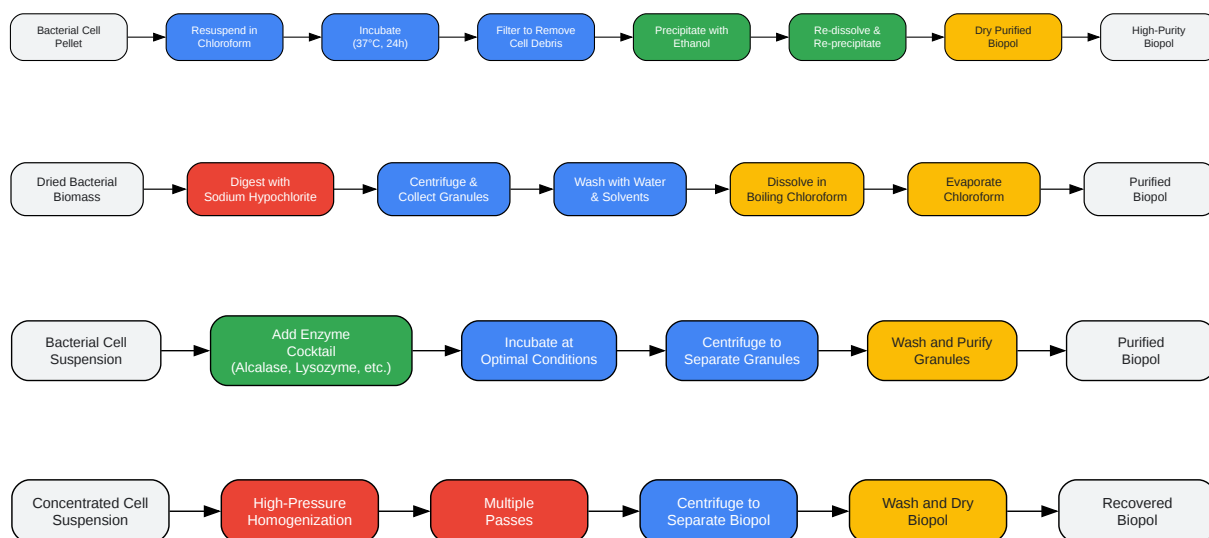 Bacterial Cell
Pellet
Resuspend in
Chloroform
Incubate
(37°C, 24h)
Filter to Remove
Cell Debris
Precipitate with
Ethanol
Re-dissolve &
Re-precipitate
Dry Purified
Biopol
High-Purity
Biopol
Dried Bacterial
Biomass
Digest with
Sodium Hypochlorite
Centrifuge &
Collect Granules
Wash with Water
& Solvents
Dissolve in
Boiling Chloroform
Evaporate
Chloroform
Purified
Biopol
Bacterial Cell
Suspension
Add Enzyme
Cocktail
(Alcalase, Lysozyme, etc.)
Incubate at
Optimal Conditions
Centrifuge to
Separate Granules
Wash and Purify
Granules
Purified
Biopol
Concentrated Cell
Suspension
High-Pressure
Homogenization
Multiple
Passes
Centrifuge to
Separate Biopol
Wash and Dry
Biopol
Recovered
Biopol